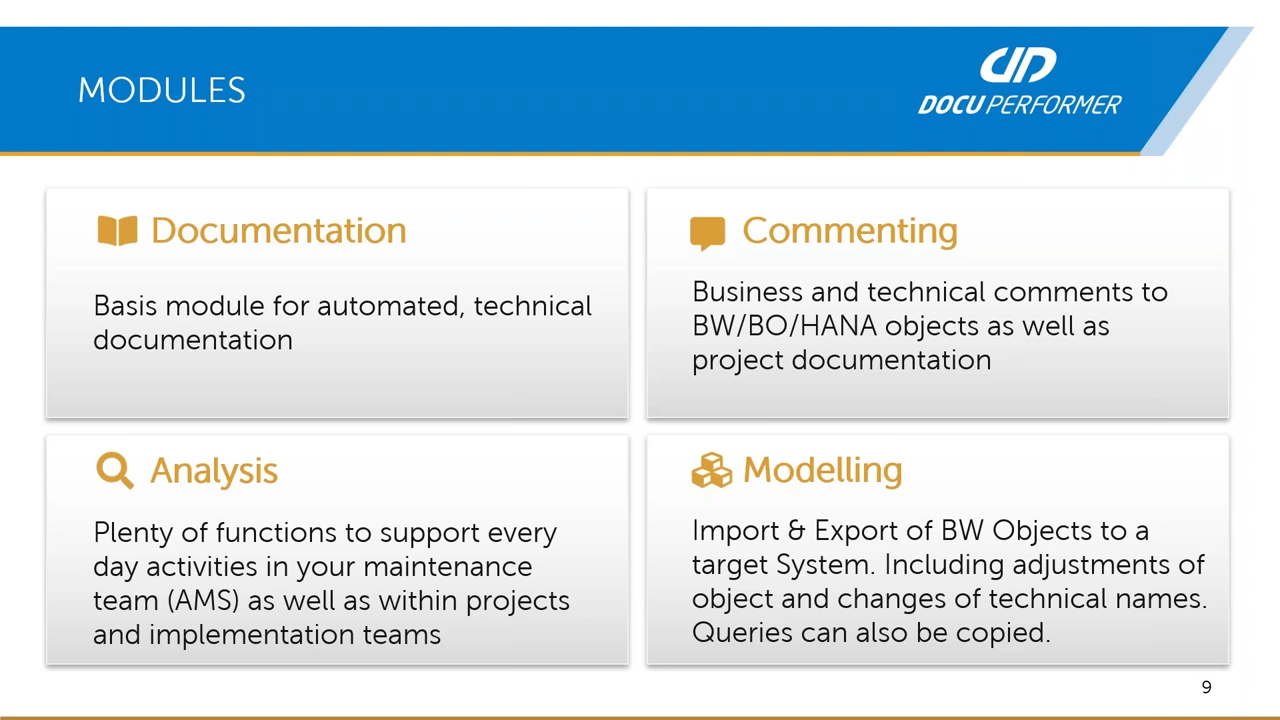 MODULES
DOCU PERFORMER
Documentation
Basis module for automated, technical
documentation
Commenting
Business and technical comments to
BW/BO/HANA objects as well as
project documentation
Analysis
Plenty of functions to support every
day activities in your maintenance
team (AMS) as well as within projects
and implementation teams
Modelling
Import & Export of BW Objects to a
target System. Including adjustments of
object and changes of technical names.
Queries can also be copied.
9